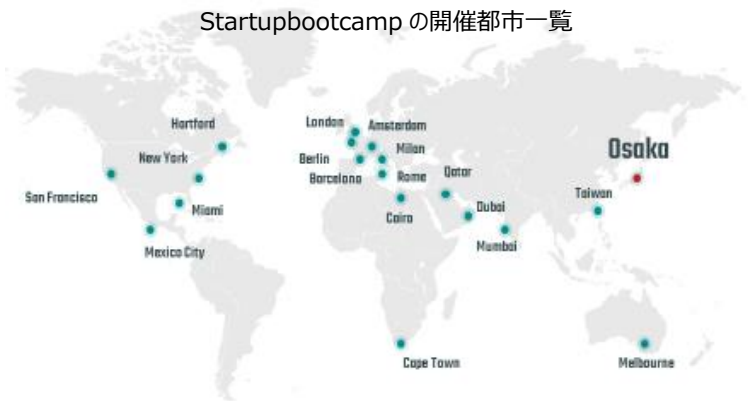 Startupbootcamp の開催都市一覧
Hartford
London
Amsterdam
New York
Berlin
Milan
Osaka
Barcelona
Rome
Qatar
San Francisco
Miami
Cairo
Dubai
Taiwan
Mexico City
Mumbai
Cape Town
Melbourne